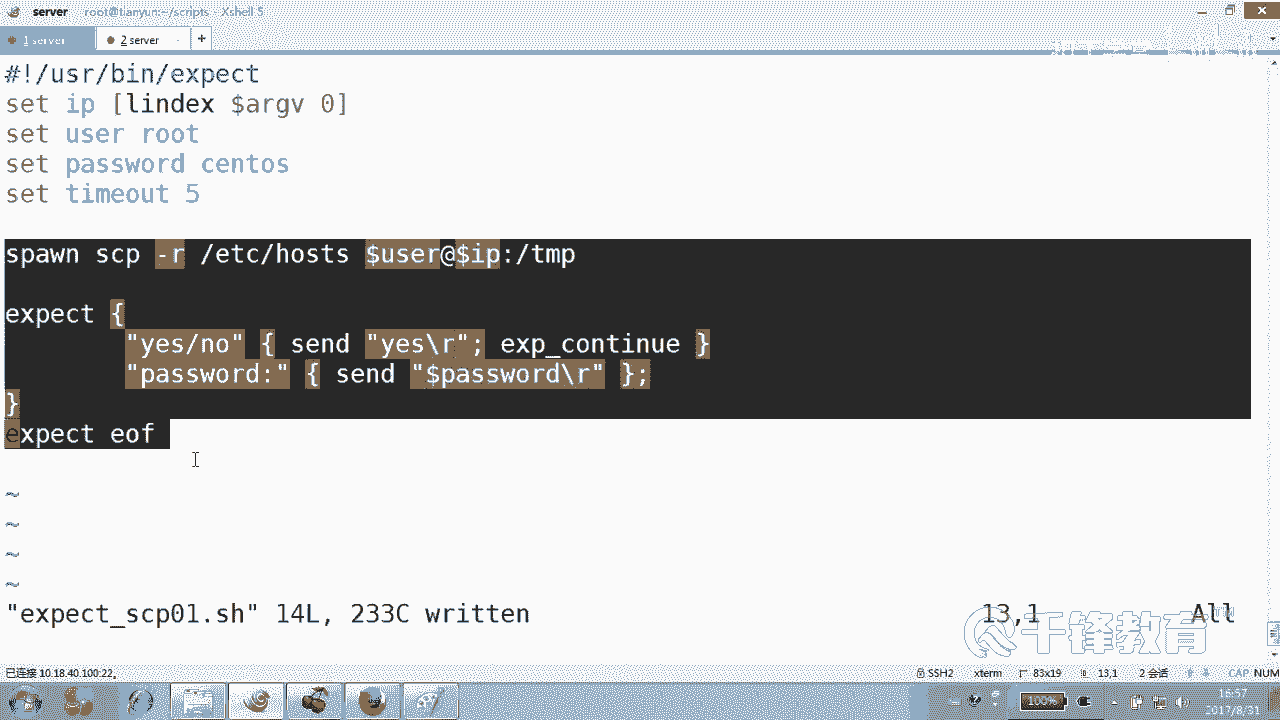 server root@tianyun:~/scripts - Xshell 5
1 server 2 server +
#!/usr/bin/expect
set ip [lindex $argv 0]
set user root
set password centos
set timeout 5
spawn scp -r /etc/hosts $user@$ip:/tmp
expect {
"yes/no" { send "yes\r"; exp_continue }
"password:" { send "$password\r" };
}
expect eof
~
~
~
~
"expect_scp01.sh" 14L, 233C written 13,1 All
千锋教育
已连接 10.18.40.100:22。 SSH2 xterm 83x19 13,1 2 会话 CAP NUM
100% 16:57
2017/8/31